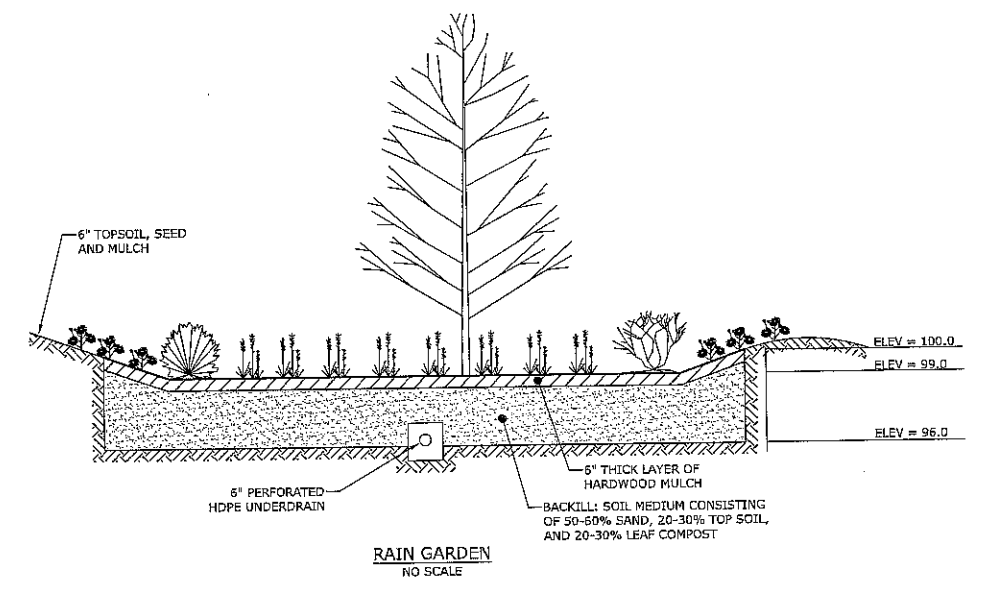 6" TOPSOIL, SEED
AND MULCH
ELEV = 100.0
ELEV = 99.0
ELEV = 96.0
6" THICK LAYER OF
HARDWOOD MULCH
6" PERFORATED
HDPE UNDERDRAIN
BACKILL: SOIL MEDIUM CONSISTING
OF 50-60% SAND, 20-30% TOP SOIL,
AND 20-30% LEAF COMPOST
RAIN GARDEN
NO SCALE